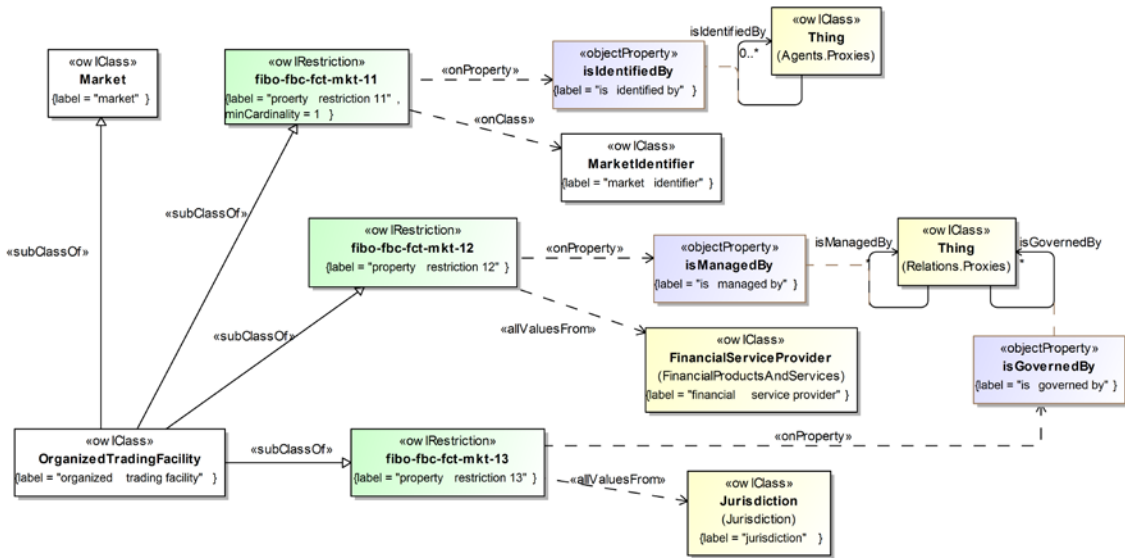 «owlClass»
Market
{label = "market" }
«owlRestriction»
fibo-fbc-fct-mkt-11
{label = "proerty restriction 11" ,
minCardinality = 1 }
«onProperty»
«objectProperty»
isIdentifiedBy
{label = "is identified by" }
isIdentifiedBy
0..*
«owlClass»
Thing
(Agents.Proxies)
«onClass»
«owlClass»
MarketIdentifier
{label = "market identifier" }
«subClassOf»
«subClassOf»
«owlRestriction»
fibo-fbc-fct-mkt-12
{label = "property restriction 12" }
«onProperty»
«objectProperty»
isManagedBy
{label = "is managed by" }
isManagedBy
*
«owlClass»
Thing
(Relations.Proxies)
isGovernedBy
*
«subClassOf»
«allValuesFrom»
«owlClass»
FinancialServiceProvider
(FinancialProductsAndServices)
{label = "financial service provider" }
«objectProperty»
isGovernedBy
{label = "is governed by" }
«owlClass»
OrganizedTradingFacility
{label = "organized trading facility" }
«subClassOf»
«owlRestriction»
fibo-fbc-fct-mkt-13
{label = "property restriction 13" }
«onProperty»
«allValuesFrom»
«owlClass»
Jurisdiction
(Jurisdiction)
{label = "jurisdiction" }